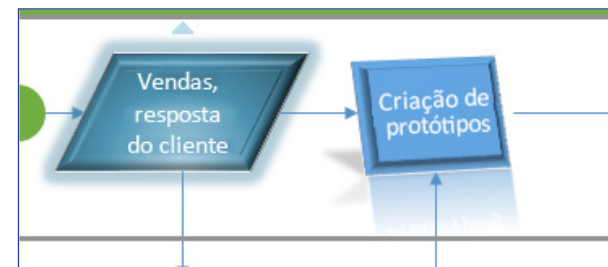 Vendas,
resposta
do cliente
Criação de
protótipos